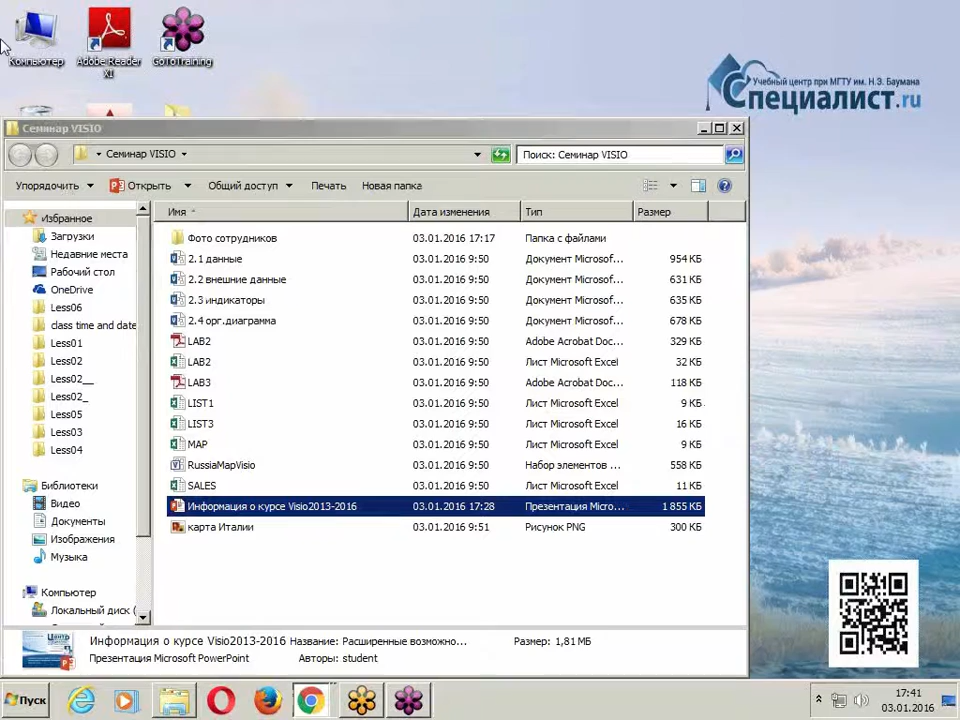 Компьютер
Adobe Reader XI
GoToTraining
Учебный центр при МГТУ им. Н.Э. Баумана
Специалист.ru
Семинар VISIO
Семинар VISIO
Поиск: Семинар VISIO
Упорядочить Открыть Общий доступ Печать Новая папка
Имя Дата изменения Тип Размер
Избранное
Загрузки
Недавние места
Рабочий стол
OneDrive
Less06
class time and date
Less01
Less02
Less02__
Less02_
Less05
Less03
Less04
Библиотеки
Видео
Документы
Изображения
Музыка
Компьютер
Локальный диск (
Фото сотрудников 03.01.2016 17:17 Папка с файлами
2.1 данные 03.01.2016 9:50 Документ Microsof... 954 КБ
2.2 внешние данные 03.01.2016 9:50 Документ Microsof... 631 КБ
2.3 индикаторы 03.01.2016 9:50 Документ Microsof... 635 КБ
2.4 орг.диаграмма 03.01.2016 9:50 Документ Microsof... 678 КБ
LAB2 03.01.2016 9:50 Adobe Acrobat Doc... 329 КБ
LAB2 03.01.2016 9:50 Лист Microsoft Excel 32 КБ
LAB3 03.01.2016 9:50 Adobe Acrobat Doc... 118 КБ
LIST1 03.01.2016 9:50 Лист Microsoft Excel 9 КБ
LIST3 03.01.2016 9:50 Лист Microsoft Excel 16 КБ
MAP 03.01.2016 9:50 Лист Microsoft Excel 9 КБ
RussiaMapVisio 03.01.2016 9:50 Набор элементов ... 558 КБ
SALES 03.01.2016 9:50 Лист Microsoft Excel 11 КБ
Информация о курсе Visio2013-2016 03.01.2016 17:28 Презентация Micro... 1 855 КБ
карта Италии 03.01.2016 9:51 Рисунок PNG 300 КБ
Информация о курсе Visio2013-2016 Название: Расширенные возможно... Размер: 1,81 МБ
Презентация Microsoft PowerPoint Авторы: student
Пуск
17:41
03.01.2016